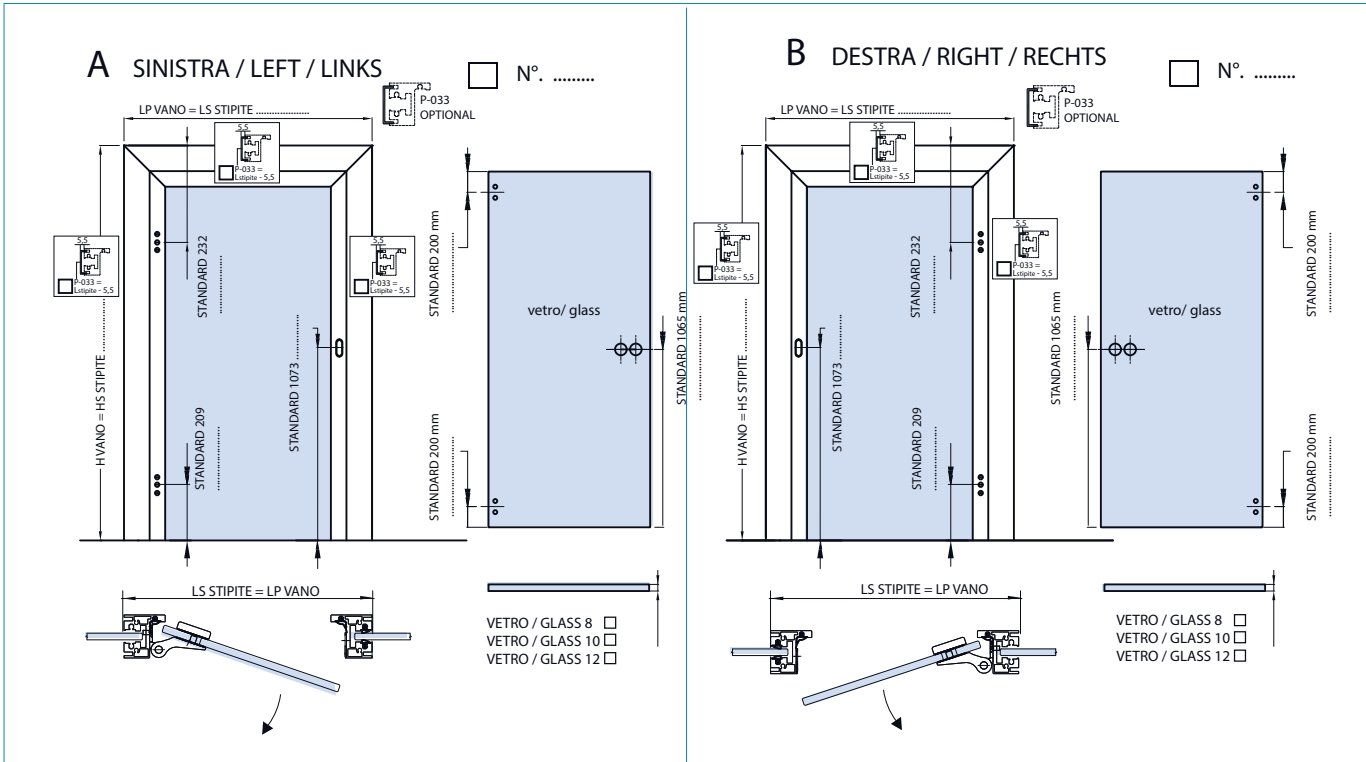 A SINISTRA / LEFT / LINKS
N°. .........
P-033
OPTIONAL
LP VANO = LS STIPITE ...................
5,5
P-033 =
Lstipite - 5,5
5,5
P-033 =
Lstipite - 5,5
5,5
P-033 =
Lstipite - 5,5
H VANO = HS STIPITE ...................
STANDARD 232 ...................
STANDARD 209 ...................
STANDARD 1073 ...................
STANDARD 200 mm ...................
STANDARD 200 mm ...................
vetro/ glass
STANDARD 1065 mm ...................
LS STIPITE = LP VANO
VETRO / GLASS 8
VETRO / GLASS 10
VETRO / GLASS 12
B DESTRA / RIGHT / RECHTS
N°. .........
P-033
OPTIONAL
LP VANO = LS STIPITE ...................
5,5
P-033 =
Lstipite - 5,5
5,5
P-033 =
Lstipite - 5,5
5,5
P-033 =
Lstipite - 5,5
H VANO = HS STIPITE ...................
STANDARD 1073 ...................
STANDARD 232 ...................
STANDARD 209 ...................
STANDARD 1065 mm ...................
vetro/ glass
STANDARD 200 mm ...................
STANDARD 200 mm ...................
LS STIPITE = LP VANO
VETRO / GLASS 8
VETRO / GLASS 10
VETRO / GLASS 12